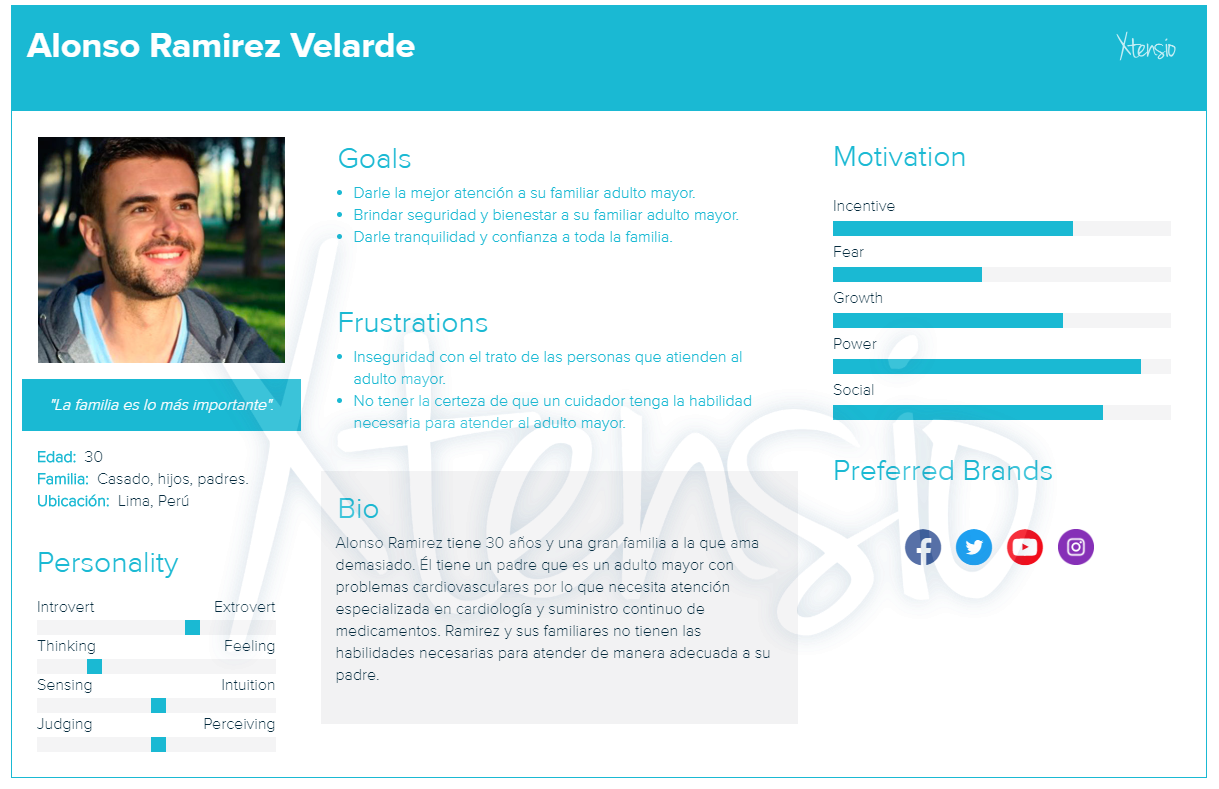 Alonso Ramirez Velarde
Xtensio
"La familia es lo más importante".
Edad: 30
Familia: Casado, hijos, padres.
Ubicación: Lima, Perú
Personality
Introvert Extrovert
Thinking Feeling
Sensing Intuition
Judging Perceiving
Goals
Darle la mejor atención a su familiar adulto mayor.
Brindar seguridad y bienestar a su familiar adulto mayor.
Darle tranquilidad y confianza a toda la familia.
Frustrations
Inseguridad con el trato de las personas que atienden al
adulto mayor.
No tener la certeza de que un cuidador tenga la habilidad
necesaria para atender al adulto mayor.
Bio
Alonso Ramirez tiene 30 años y una gran familia a la que ama
demasiado. Él tiene un padre que es un adulto mayor con
problemas cardiovasculares por lo que necesita atención
especializada en cardiología y suministro continuo de
medicamentos. Ramirez y sus familiares no tienen las
habilidades necesarias para atender de manera adecuada a su
padre.
Motivation
Incentive
Fear
Growth
Power
Social
Preferred Brands
Xtensio